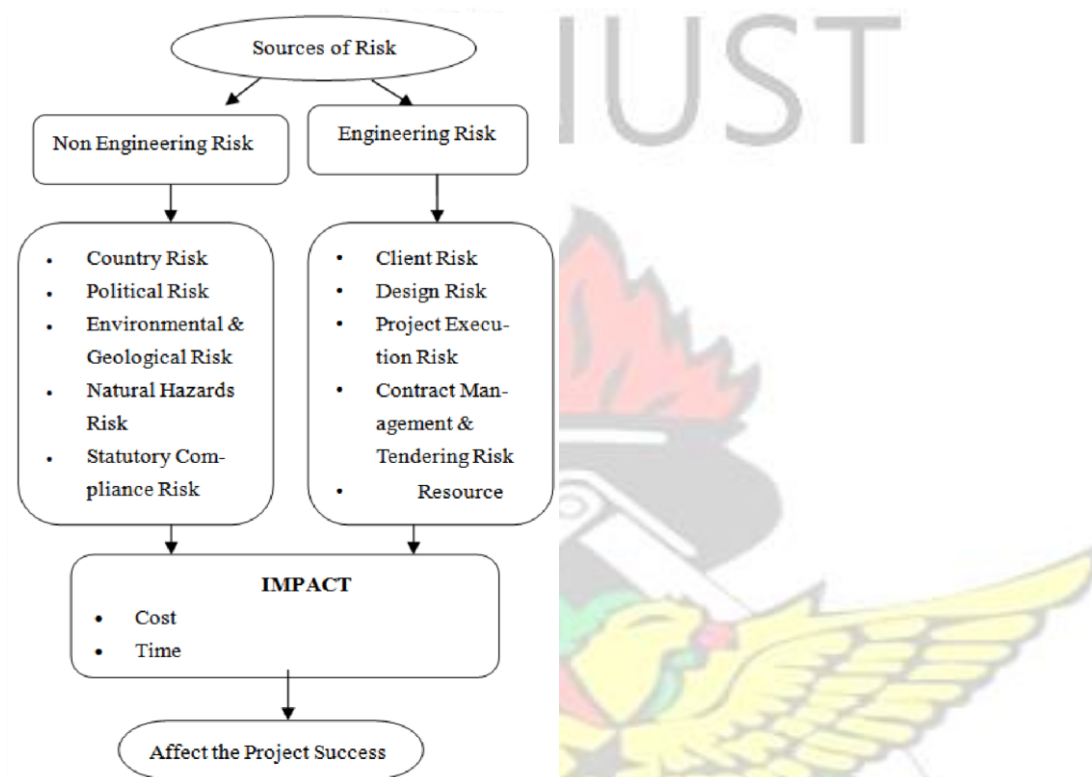 Sources of Risk
Non Engineering Risk
Engineering Risk
• Country Risk
• Political Risk
• Environmental &
Geological Risk
• Natural Hazards
Risk
• Statutory Com-
pliance Risk
• Client Risk
• Design Risk
• Project Execu-
tion Risk
• Contract Man-
agement &
Tendering Risk
• Resource
IMPACT
• Cost
• Time
Affect the Project Success
NUST